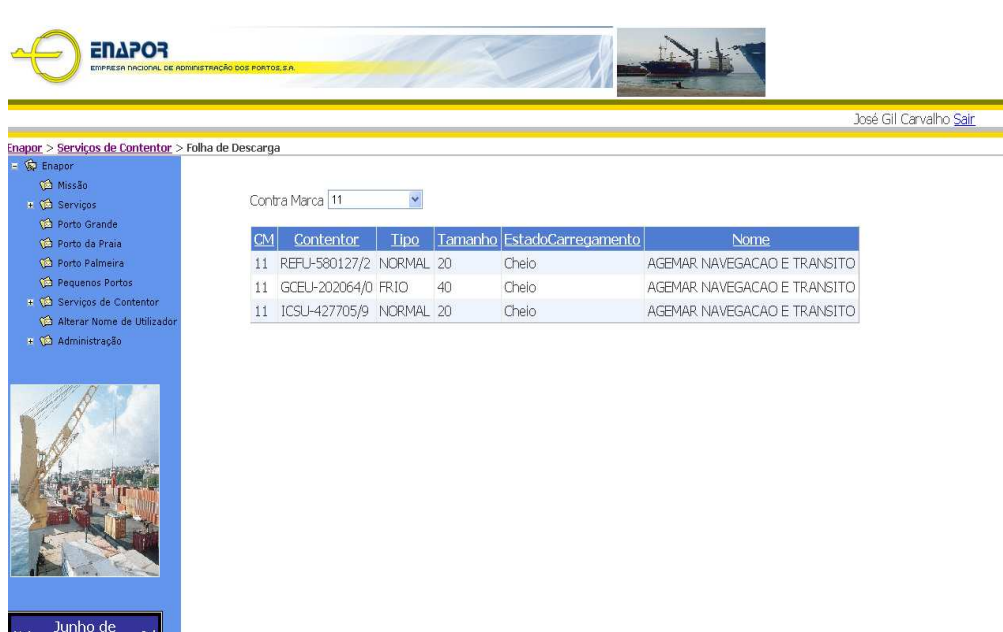 ENAPOR
EMPRESA NACIONAL DE ADMINISTRAÇÃO DOS PORTOS, S.A.
José Gil Carvalho Sair
Enapor > Serviços de Contentor > Folha de Descarga
Enapor
Missão
Serviços
Porto Grande
Porto da Praia
Porto Palmeira
Pequenos Portos
Serviços de Contentor
Alterar Nome de Utilizador
Administração
Contra Marca 11
CM Contentor Tipo Tamanho EstadoCarregamento Nome
11 REFU-580127/2 NORMAL 20 Cheio AGEMAR NAVEGACAO E TRANSITO
11 GCEU-202064/0 FRIO 40 Cheio AGEMAR NAVEGACAO E TRANSITO
11 ICSU-427705/9 NORMAL 20 Cheio AGEMAR NAVEGACAO E TRANSITO
Junho de